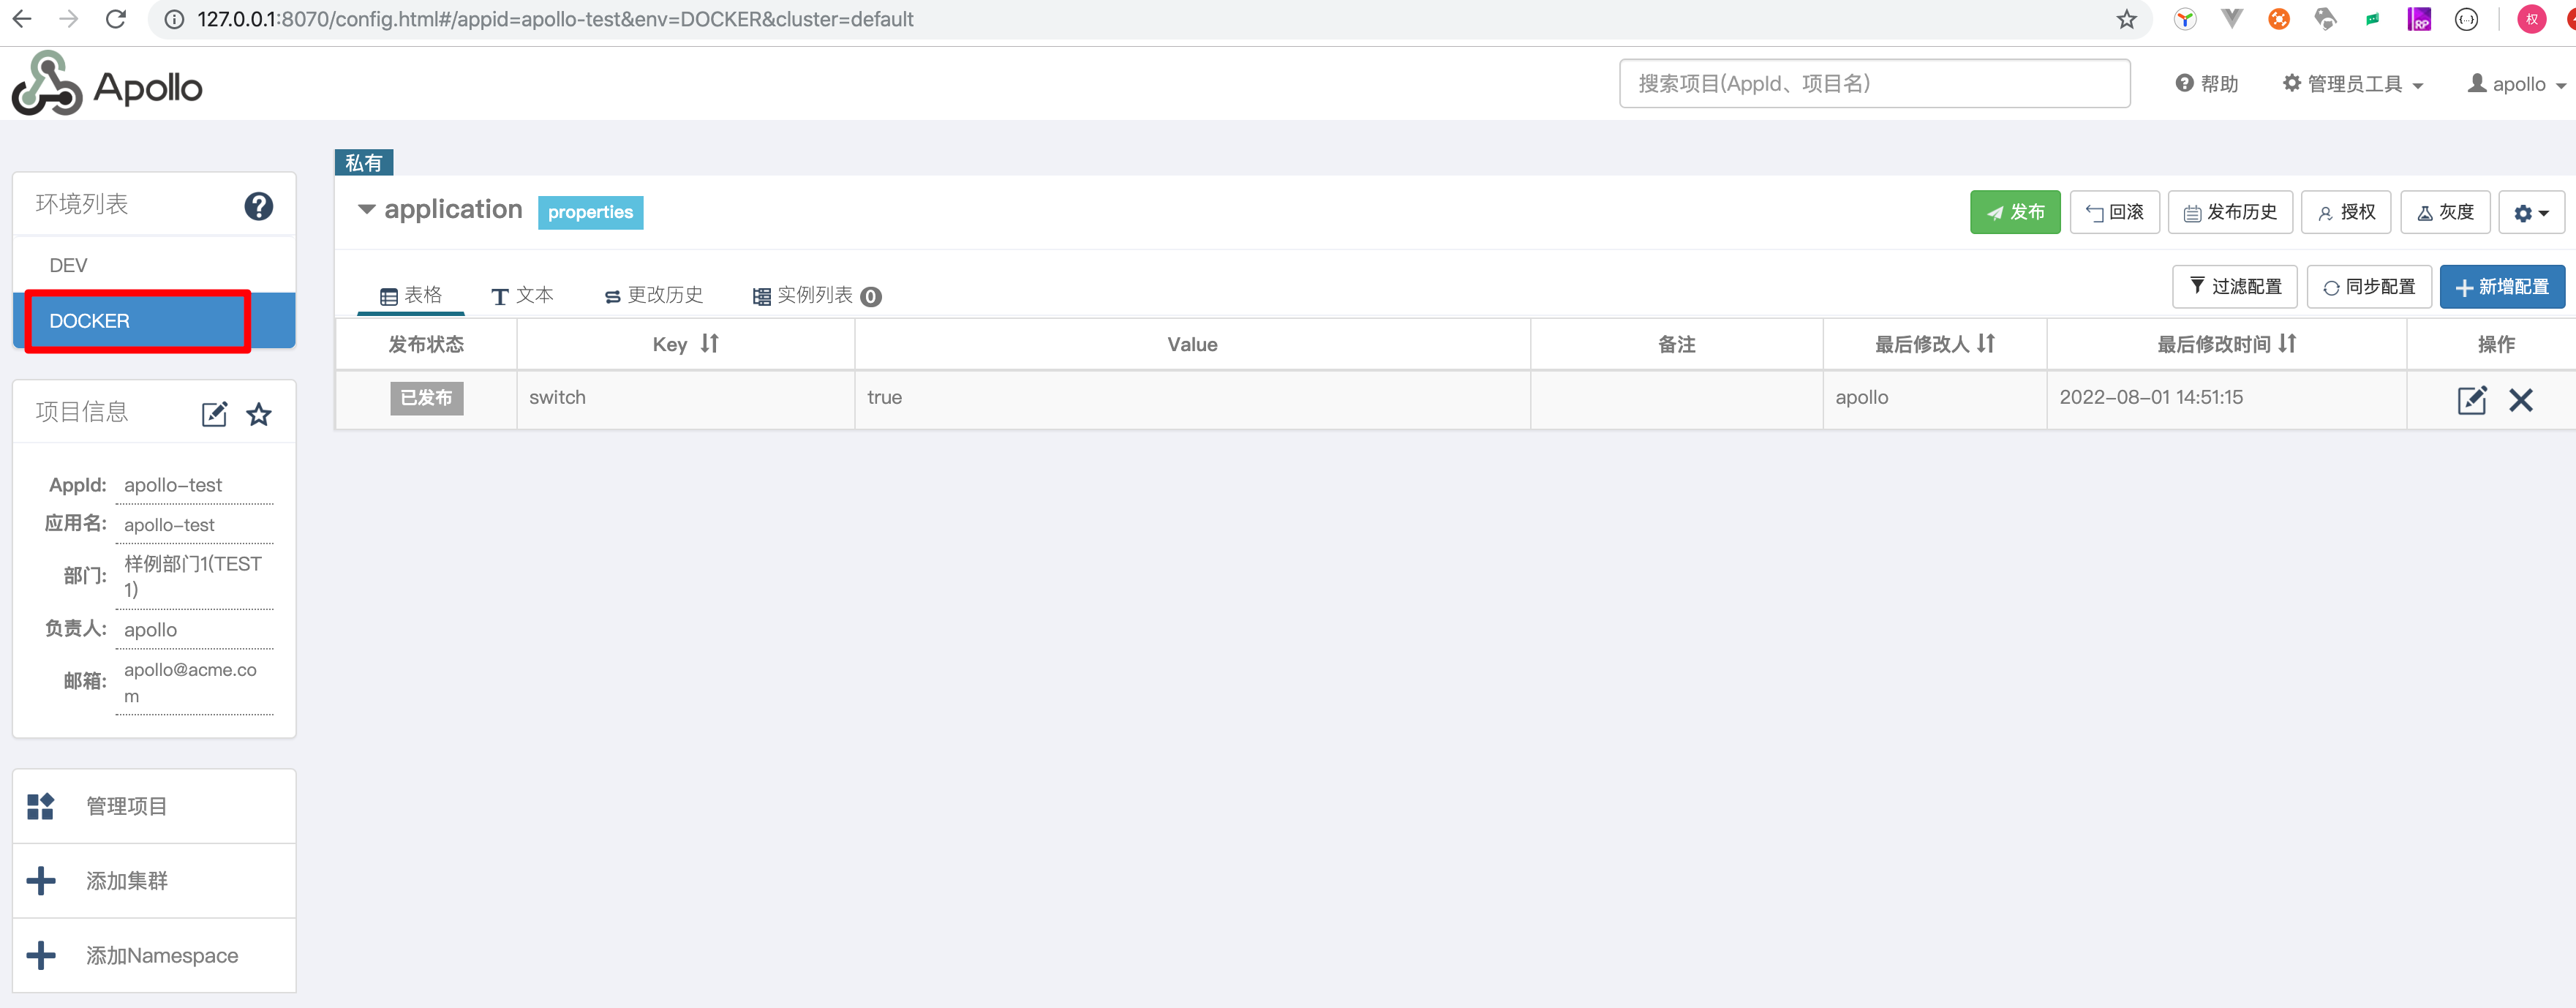 127.0.0.1:8070/config.html#/appid=apollo-test&env=DOCKER&cluster=default
RP
{...}
权
Apollo
搜索项目(AppId、项目名)
帮助
管理员工具
apollo
环境列表
DEV
DOCKER
项目信息
AppId: apollo-test
应用名: apollo-test
部门: 样例部门1(TEST
1)
负责人: apollo
邮箱: apollo@acme.co
m
管理项目
添加集群
添加Namespace
私有
application properties
发布 回滚 发布历史 授权 灰度
表格 文本 更改历史 实例列表 0
过滤配置 同步配置 新增配置
发布状态 Key Value 备注 最后修改人 最后修改时间 操作
已发布 switch true apollo 2022-08-01 14:51:15